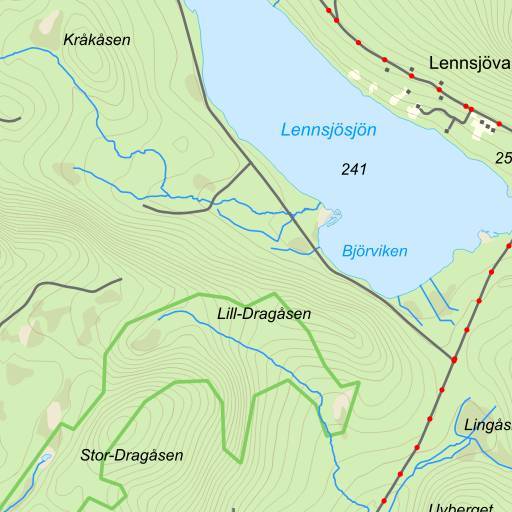 Kråkåsen
Lennsjöva
Lennsjösjön
241
25
Björviken
Lill-Dragåsen
Stor-Dragåsen
Lingås
Uvberget